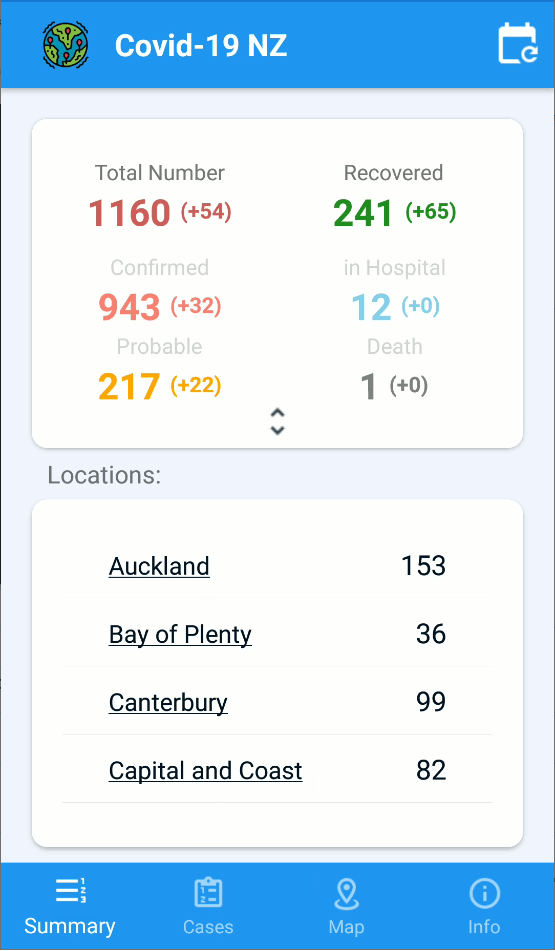 Covid-19 NZ
Total Number Recovered
1160 (+54) 241 (+65)
Confirmed in Hospital
943 (+32) 12 (+0)
Probable Death
217 (+22) 1 (+0)
Locations:
Auckland 153
Bay of Plenty 36
Canterbury 99
Capital and Coast 82
Summary Cases Map Info